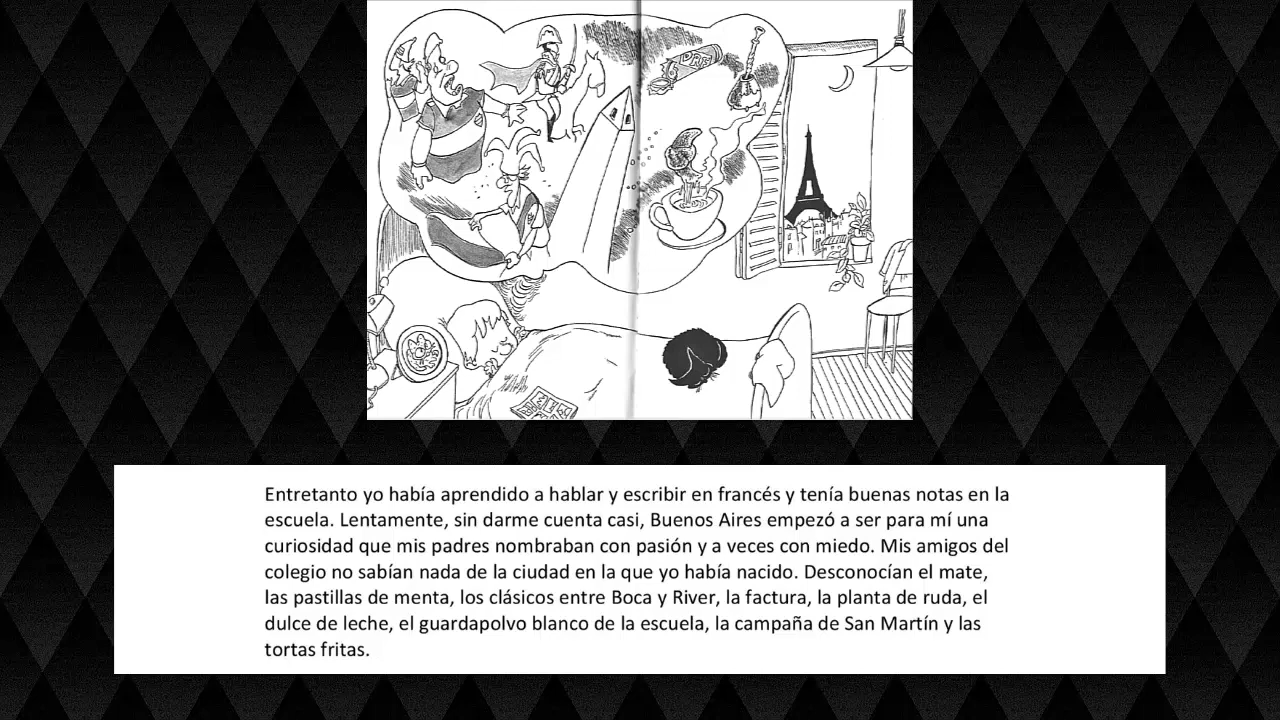 DRF
Entretanto yo había aprendido a hablar y escribir en francés y tenía buenas notas en la
escuela. Lentamente, sin darme cuenta casi, Buenos Aires empezó a ser para mí una
curiosidad que mis padres nombraban con pasión y a veces con miedo. Mis amigos del
colegio no sabían nada de la ciudad en la que yo había nacido. Desconocían el mate,
las pastillas de menta, los clásicos entre Boca y River, la factura, la planta de ruda, el
dulce de leche, el guardapolvo blanco de la escuela, la campaña de San Martín y las
tortas fritas.